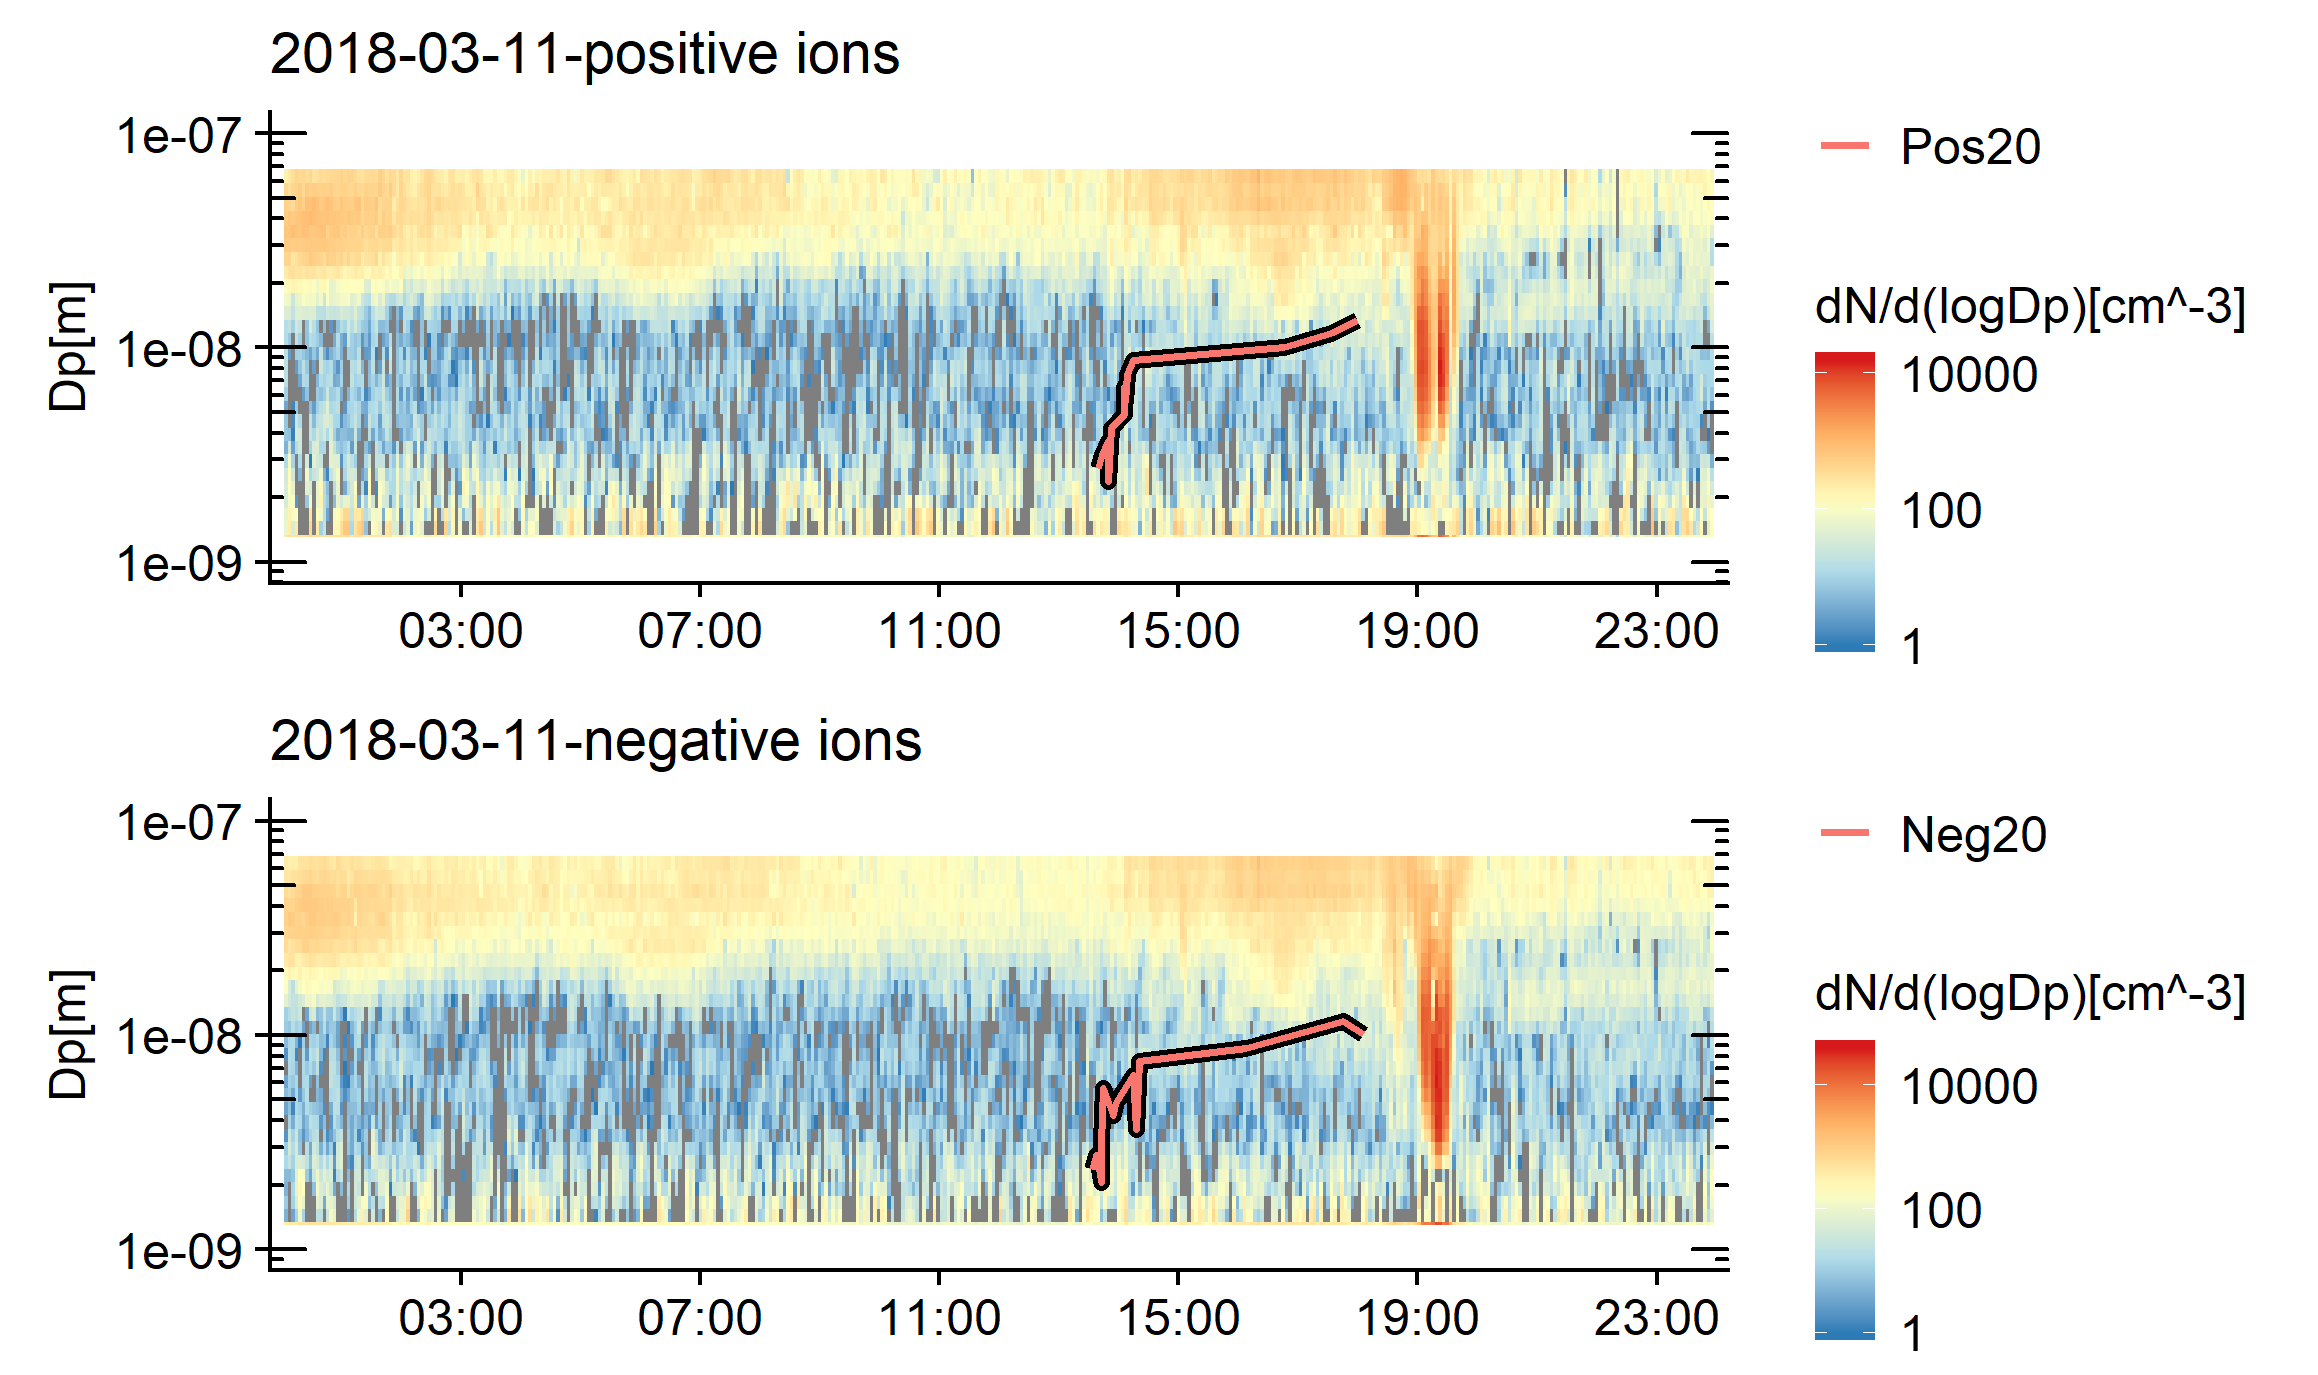 2018-03-11-positive ions
1e-07
1e-08
1e-09
Dp[m]
03:00 07:00 11:00 15:00 19:00 23:00
Pos20
dN/d(logDp)[cm^-3]
10000
100
1
2018-03-11-negative ions
1e-07
1e-08
1e-09
Dp[m]
03:00 07:00 11:00 15:00 19:00 23:00
Neg20
dN/d(logDp)[cm^-3]
10000
100
1